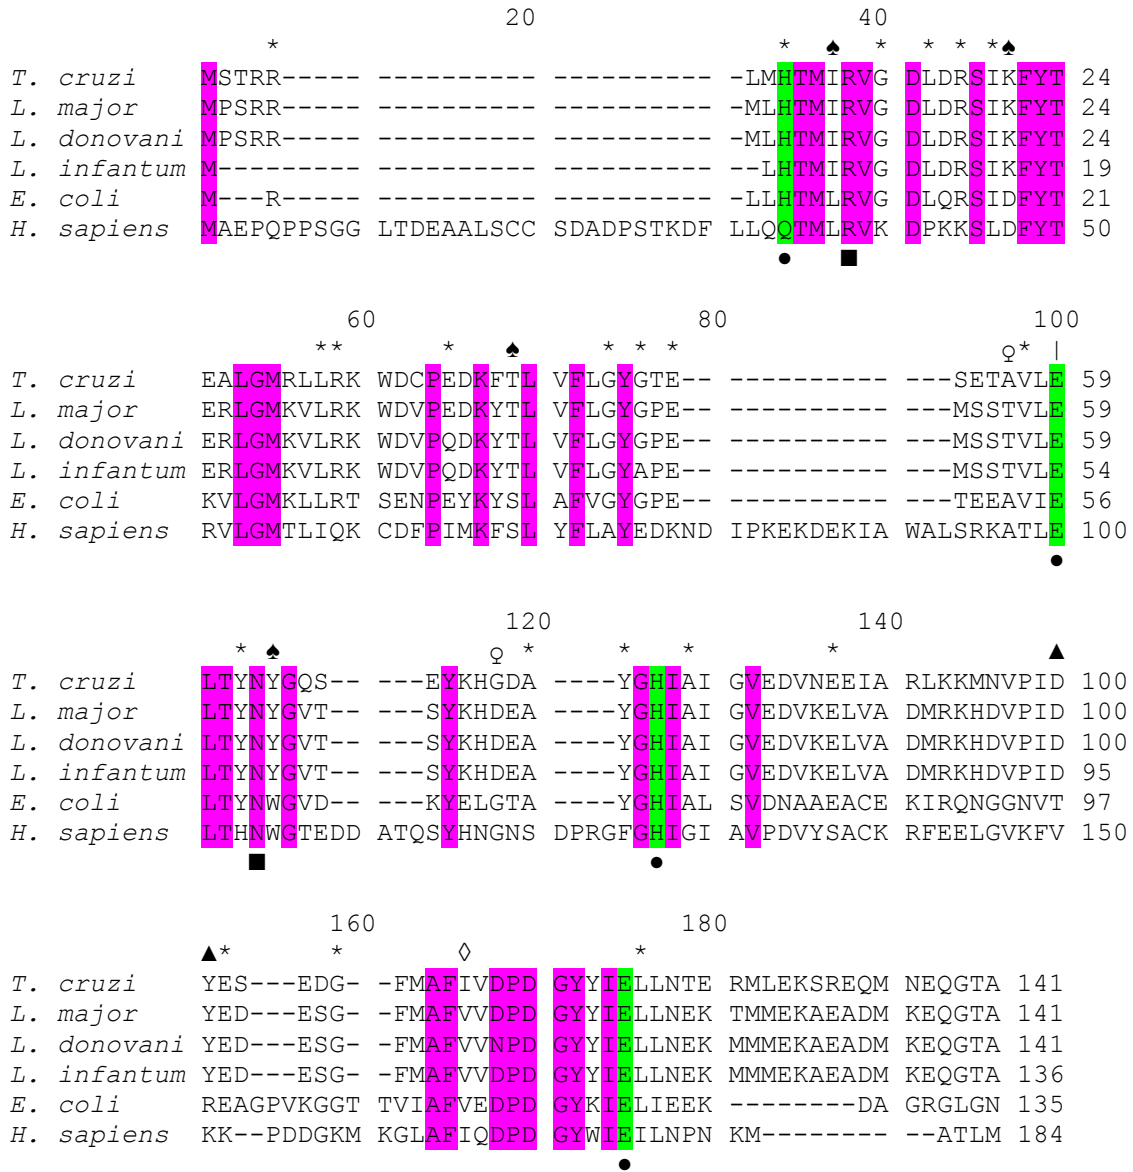 20 40
* * ♠ * * * * ♠
T. cruzi MSTRR----- ---------- ---------- -LMHTMIRVG DLDRSIKFYT 24
L. major MPSRR----- ---------- ---------- -MLHTMIRVG DLDRSIKFYT 24
L. donovani MPSRR----- ---------- ---------- -MLHTMIRVG DLDRSIKFYT 24
L. infantum M--------- ---------- ---------- --LHTMIRVG DLDRSIKFYT 19
E. coli M---R----- ---------- ---------- -LLHTMLRVG DLQRSIDFYT 21
H. sapiens MAEPQPPSGG LTDEAALSCC SDADPSTKDF LLQQTMLRVK DPKKSLDFYT 50
● ■
60 80 100
** * ♠ * * * ♀* |
T. cruzi EALGMRLLRK WDCPEDKFTL VFLGYGTE-- ---------- ---SETAVLE 59
L. major ERLGMKVLRK WDVPEDKYTL VFLGYGPE-- ---------- ---MSSTVLE 59
L. donovani ERLGMKVLRK WDVPQDKYTL VFLGYGPE-- ---------- ---MSSTVLE 59
L. infantum ERLGMKVLRK WDVPQDKYTL VFLGYAPE-- ---------- ---MSSTVLE 54
E. coli KVLGMKLLRT SENPEYKYSL AFVGYGPE-- ---------- ---TEEAVIE 56
H. sapiens RVLGMTLIQK CDFPIMKFSL YFLAYEDKND IPKEKDEKIA WALSRKATLE 100
●
120 140
* ♠ ♀ * * * * ▲
T. cruzi LTYNYGQS-- ---EYKHGDA ----YGHIAI GVEDVNEEIA RLKKMNVPID 100
L. major LTYNYGVT-- ---SYKHDEA ----YGHIAI GVEDVKELVA DMRKHDVPID 100
L. donovani LTYNYGVT-- ---SYKHDEA ----YGHIAI GVEDVKELVA DMRKHDVPID 100
L. infantum LTYNYGVT-- ---SYKHDEA ----YGHIAI GVEDVKELVA DMRKHDVPID 95
E. coli LTYNWGVD-- ---KYELGTA ----YGHIAL SVDNAAEACE KIRQNGGNVT 97
H. sapiens LTHNWGTEDD ATQSYHNGNS DPRGFGHIGI AVPDVYSACK RFEELGVKFV 150
■ ●
160 180
▲* * ◊ *
T. cruzi YES---EDG- -FMAFIVDPD GYYIELLNTE RMLEKSREQM NEQGTA 141
L. major YED---ESG- -FMAFVVDPD GYYIELLNEK TMMEKAEADM KEQGTA 141
L. donovani YED---ESG- -FMAFVVNPD GYYIELLNEK MMMEKAEADM KEQGTA 141
L. infantum YED---ESG- -FMAFVVDPD GYYIELLNEK MMMEKAEADM KEQGTA 136
E. coli REAGPVKGGT TVIAFVEDPD GYKIELIEEK --------DA GRGLGN 135
H. sapiens KK--PDDGKM KGLAFIQDPD GYWIEILNPN KM-------- --ATLM 184
●